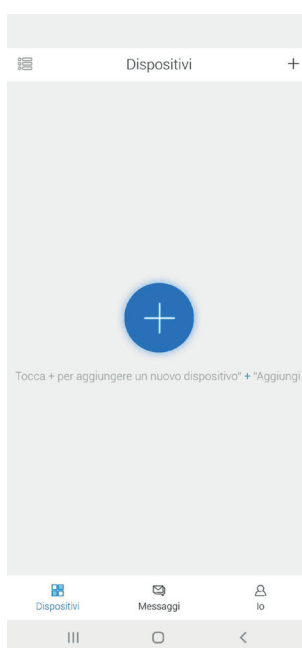 Dispositivi
Tocca + per aggiungere un nuovo dispositivo" + "Aggiungi
Dispositivi Messaggi Io